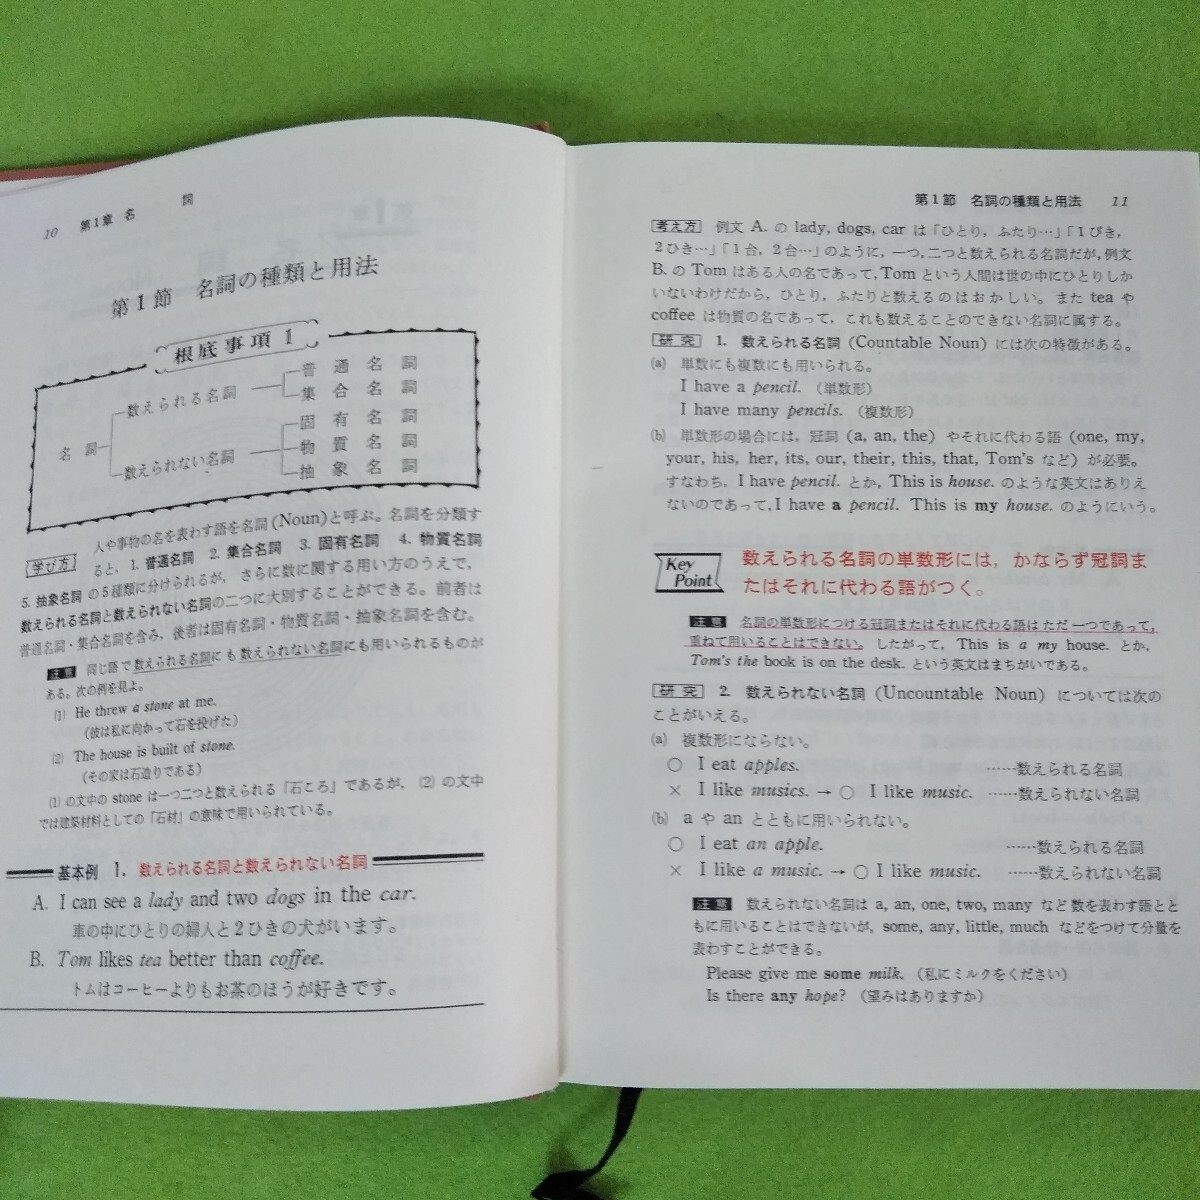 10 第1章 名 詞
第1節 名詞の種類と用法
根底事項 1
名 詞
数えられる名詞
普 通 名 詞
集 合 名 詞
数えられない名詞
固 有 名 詞
物 質 名 詞
抽 象 名 詞
学び方 人や事物の名を表わす語を名詞(Noun)と呼ぶ。名詞を分類す
ると, 1. 普通名詞 2. 集合名詞 3. 固有名詞 4. 物質名詞
5. 抽象名詞 の5種類に分けられるが, さらに数に関する用い方のうえで,
数えられる名詞と数えられない名詞の二つに大別することができる。前者は
普通名詞・集合名詞を含み, 後者は固有名詞・物質名詞・抽象名詞を含む。
注意 同じ語で数えられる名詞にも数えられない名詞にも用いられるものが
ある。次の例を見よ。
(1) He threw a stone at me.
(彼は私に向かって石を投げた)
(2) The house is built of stone.
(その家は石造りである)
(1)の文中の stone は一つ二つと数えられる「石ころ」であるが, (2) の文中
では建築材料としての「石材」の意味で用いられている。
基本例 1. 数えられる名詞と数えられない名詞
A. I can see a lady and two dogs in the car.
車の中にひとりの婦人と2ひきの犬がいます。
B. Tom likes tea better than coffee.
トムはコーヒーよりもお茶のほうが好きです。
第1節 名詞の種類と用法 11
考え方 例文 A. の lady, dogs, car は「ひとり, ふたり…」「1ぴき,
2ひき…」「1台, 2台…」のように, 一つ, 二つと数えられる名詞だが, 例文
B. の Tom はある人の名であって, Tom という人間は世の中にひとりしか
いないわけだから, ひとり, ふたりと数えるのはおかしい。また tea や
coffee は物質の名であって, これも数えることのできない名詞に属する。
研究 1. 数えられる名詞 (Countable Noun) には次の特徴がある。
(a) 単数にも複数にも用いられる。
I have a pencil. (単数形)
I have many pencils. (複数形)
(b) 単数形の場合には, 冠詞 (a, an, the) やそれに代わる語 (one, my,
your, his, her, its, our, their, this, that, Tom's など) が必要。
すなわち, I have pencil. とか, This is house. のような英文はありえ
ないのであって, I have a pencil. This is my house. のようにいう。
Key Point 数えられる名詞の単数形には, かならず冠詞ま
たはそれに代わる語がつく。
注意 名詞の単数形につける冠詞またはそれに代わる語はただ一つであって,
重ねて用いることはできない。したがって, This is a my house. とか,
Tom's the book is on the desk. という英文はまちがいである。
研究 2. 数えられない名詞 (Uncountable Noun) については次の
ことがいえる。
(a) 複数形にならない。
○ I eat apples. ……数えられる名詞
× I like musics. → ○ I like music. ……数えられない名詞
(b) a や an とともに用いられない。
○ I eat an apple. ……数えられる名詞
× I like a music. → ○ I like music. ……数えられない名詞
注意 数えられない名詞は a, an, one, two, many など数を表わす語とと
もに用いることはできないが, some, any, little, much などをつけて分量を
表わすことができる。
Please give me some milk. (私にミルクをください)
Is there any hope? (望みはありますか)